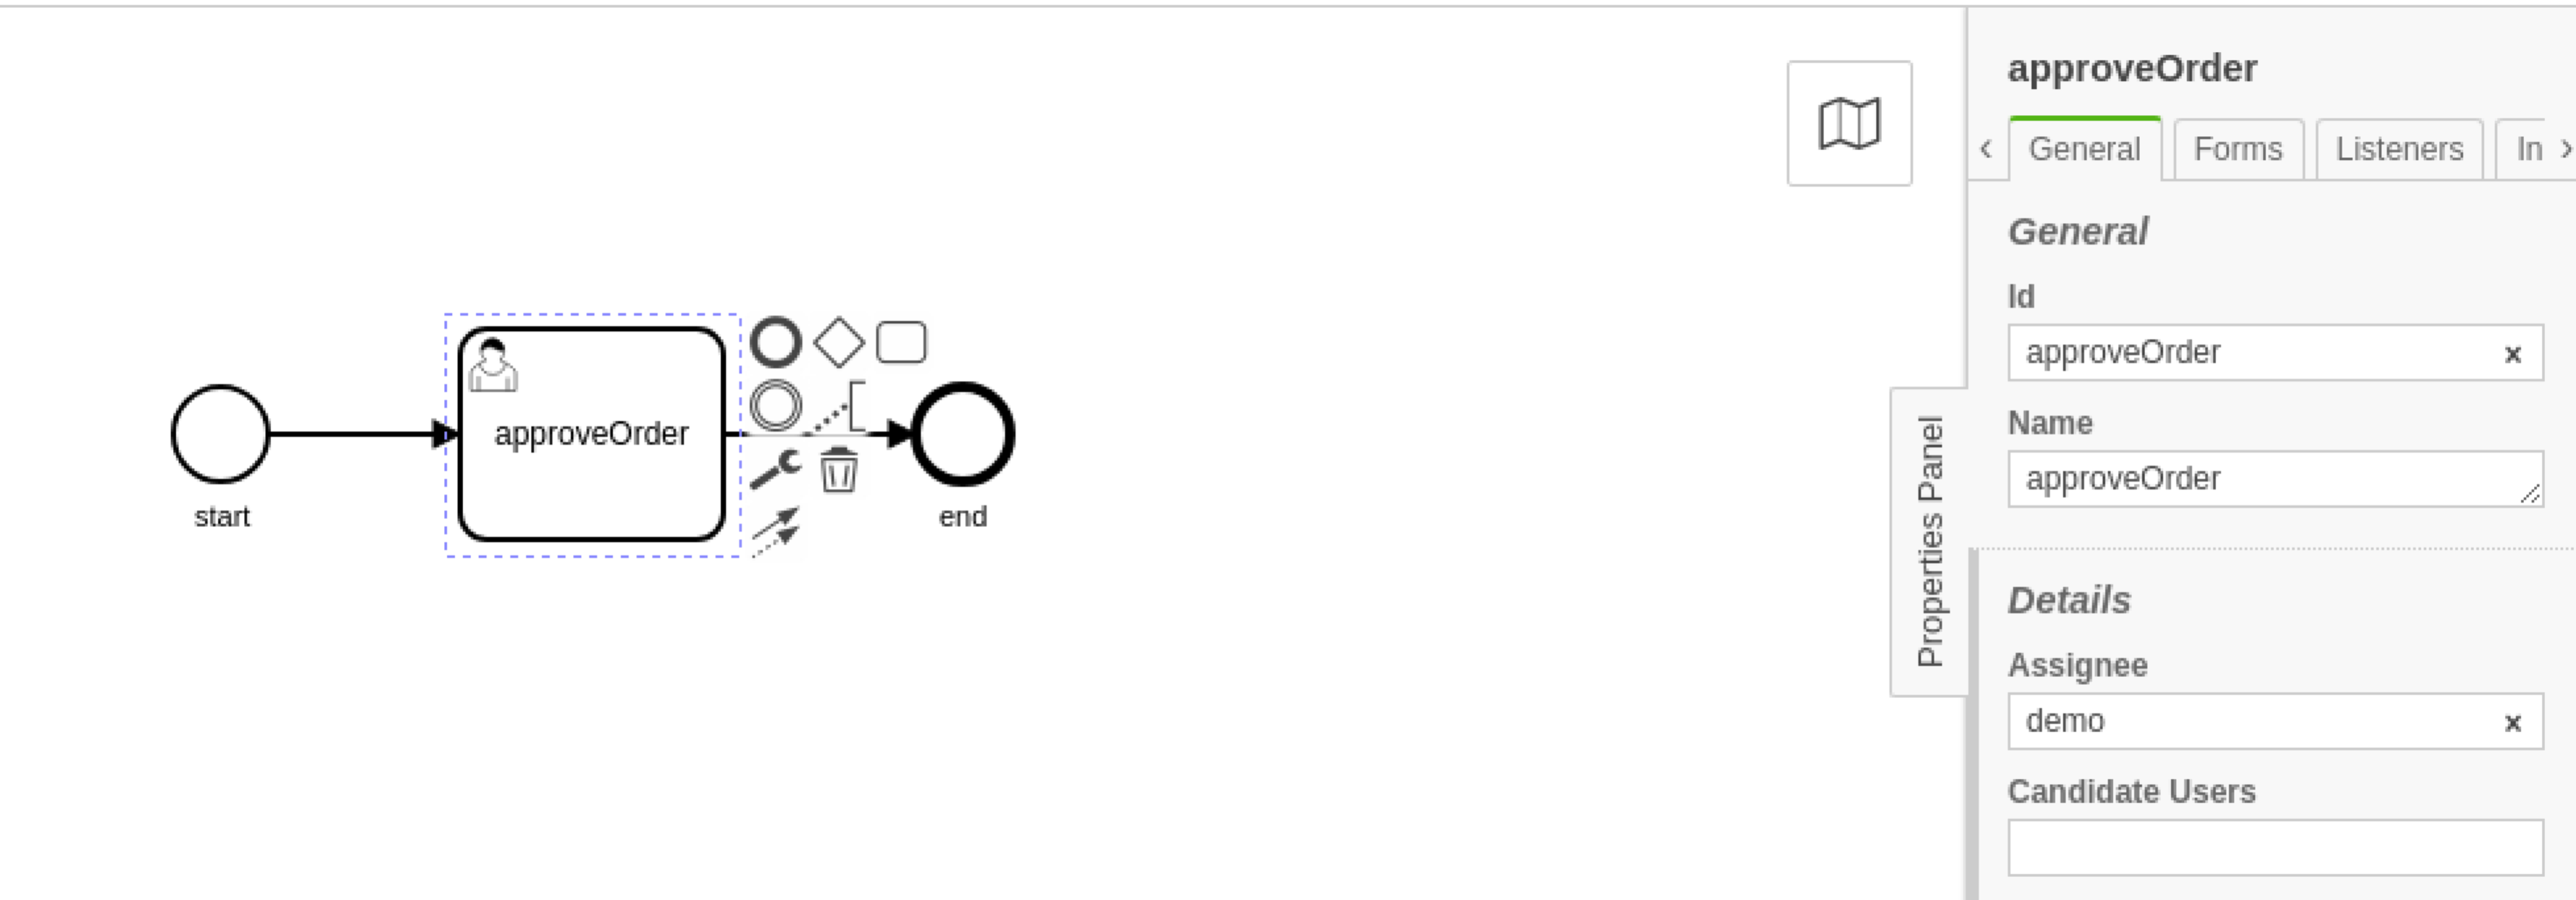 approveOrder
start
end
Properties Panel
approveOrder
‹ General Forms Listeners In ›
General
Id
approveOrder ×
Name
approveOrder
Details
Assignee
demo ×
Candidate Users